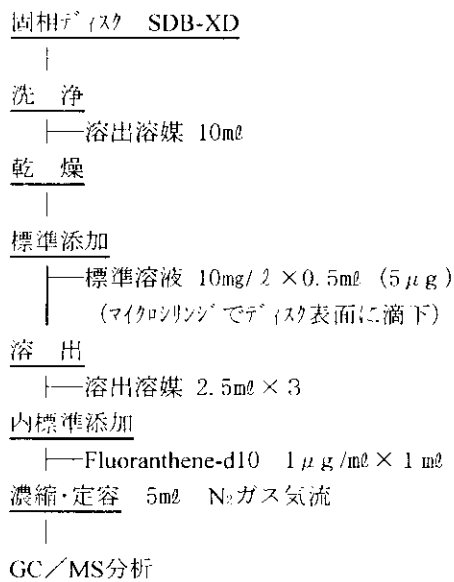 固相ディスク SDB-XD
洗 浄
溶出溶媒 10mℓ
乾 燥
標準添加
標準溶液 10mg/ℓ×0.5mℓ (5μg)
(マイクロシリンジでディスク表面に滴下)
溶 出
溶出溶媒 2.5mℓ×3
内標準添加
Fluoranthene-d10 1μg/mℓ×1mℓ
濃縮・定容 5mℓ N₂ガス気流
GC/MS分析